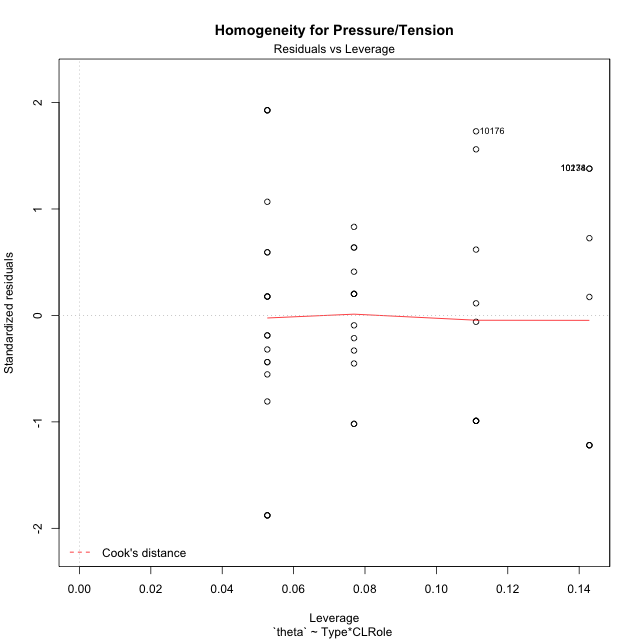 Homogeneity for Pressure/Tension
Residuals vs Leverage
2
1
0
-1
-2
Standardized residuals
10176
Cook's distance
0.00 0.02 0.04 0.06 0.08 0.10 0.12 0.14
Leverage
`theta` ~ Type*CLRole